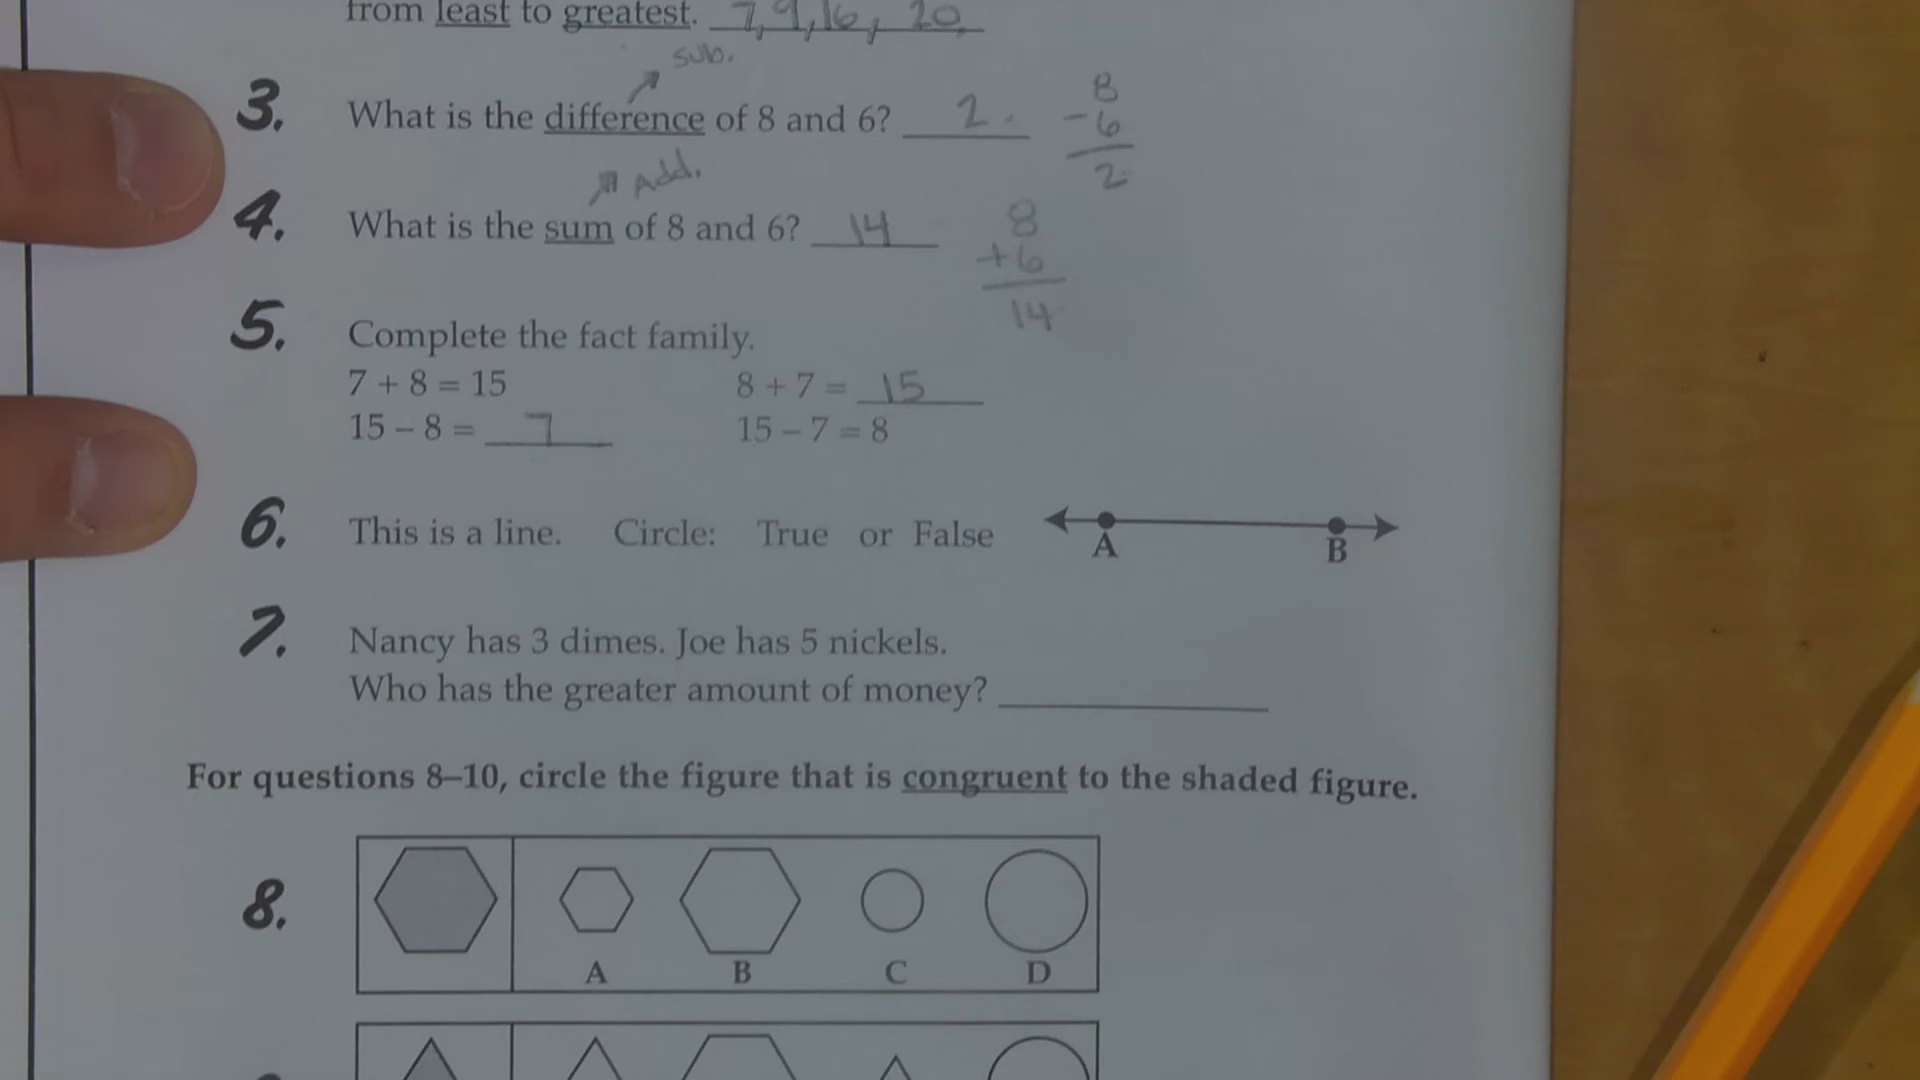 from least to greatest. 7, 9, 16, 20
sub.
3. What is the difference of 8 and 6? 2.
8
- 6
2
Add.
4. What is the sum of 8 and 6? 14
8
+6
14
5. Complete the fact family.
7 + 8 = 15 8 + 7 = 15
15 – 8 = 7 15 – 7 = 8
6. This is a line. Circle: True or False
A B
7. Nancy has 3 dimes. Joe has 5 nickels.
Who has the greater amount of money?
For questions 8–10, circle the figure that is congruent to the shaded figure.
8.
A B C D